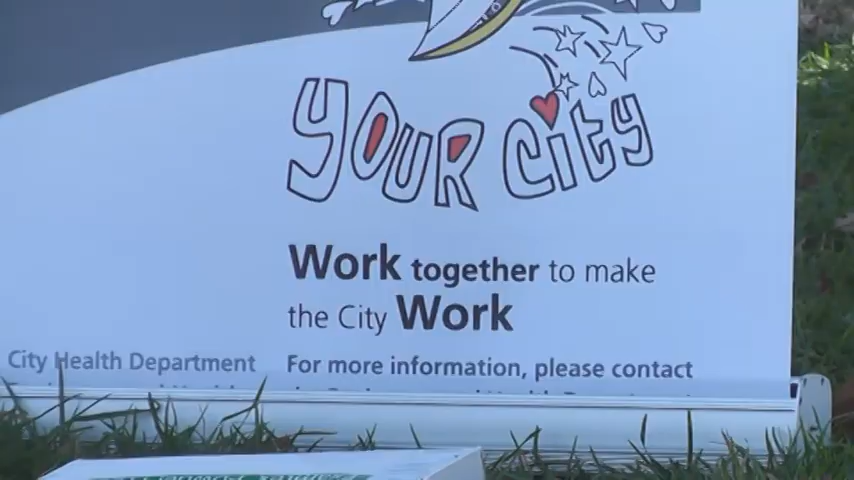 YOUR City
Work together to make
the City Work
City Health Department
For more information, please contact